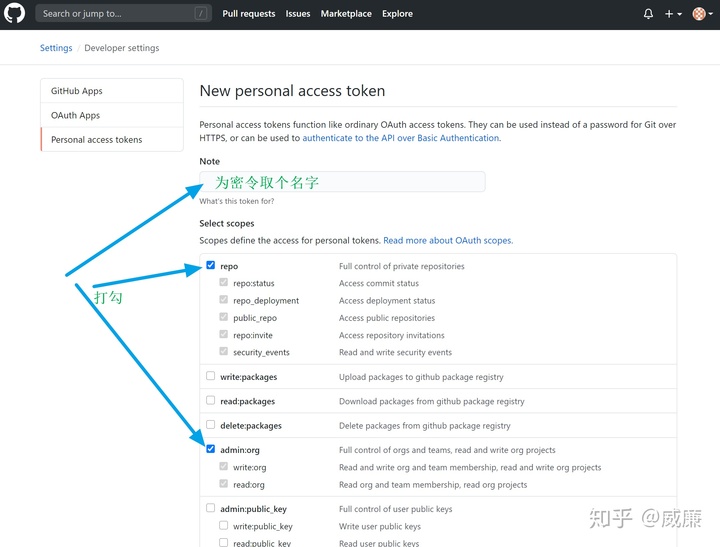 Search or jump to... /
Pull requests Issues Marketplace Explore
Settings / Developer settings
GitHub Apps
OAuth Apps
Personal access tokens
New personal access token
Personal access tokens function like ordinary OAuth access tokens. They can be used instead of a password for Git over
HTTPS, or can be used to authenticate to the API over Basic Authentication.
Note
为密令取个名字
What's this token for?
Select scopes
Scopes define the access for personal tokens. Read more about OAuth scopes.
打勾
repo Full control of private repositories
repo:status Access commit status
repo_deployment Access deployment status
public_repo Access public repositories
repo:invite Access repository invitations
security_events Read and write security events
write:packages Upload packages to github package registry
read:packages Download packages from github package registry
delete:packages Delete packages from github package registry
admin:org Full control of orgs and teams, read and write org projects
write:org Read and write org and team membership, read and write org projects
read:org Read org and team membership, read org projects
admin:public_key Full control of user public keys
write:public_key Write user public keys
read:public_key Read user public keys
知乎 @威廉